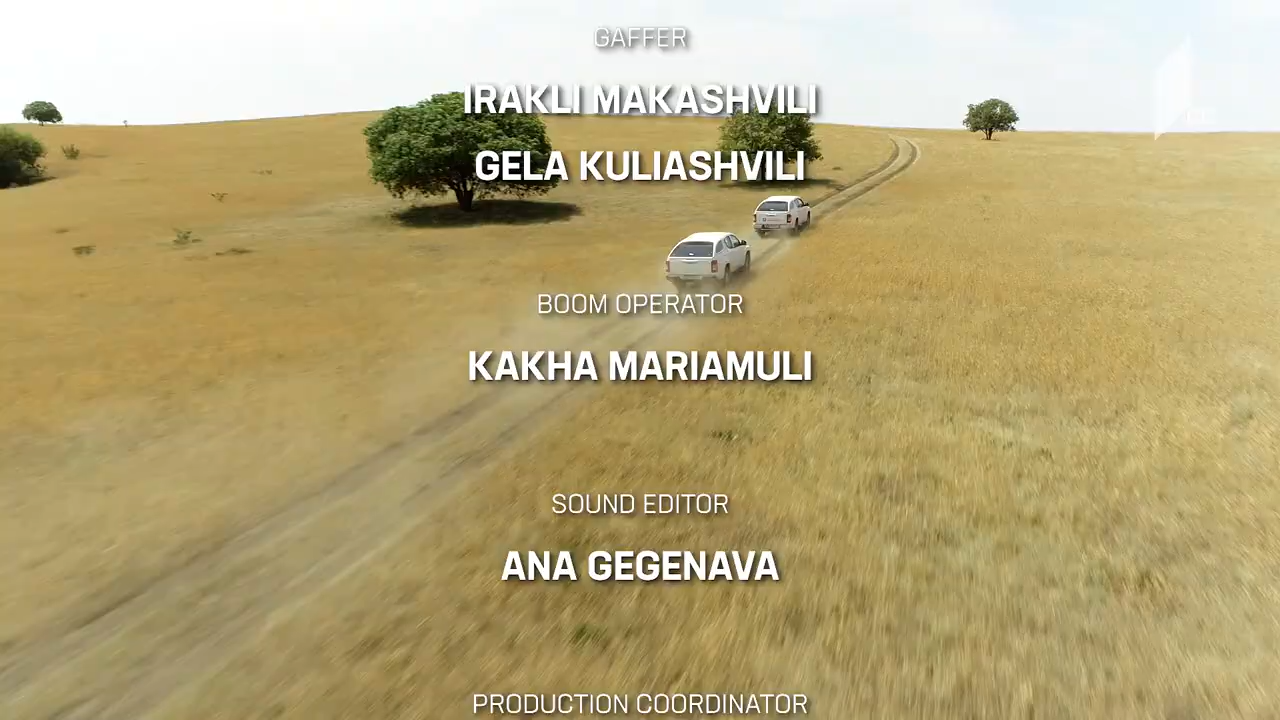 GAFFER
IRAKLI MAKASHVILI
GELA KULIASHVILI
BOOM OPERATOR
KAKHA MARIAMULI
SOUND EDITOR
ANA GEGENAVA
PRODUCTION COORDINATOR